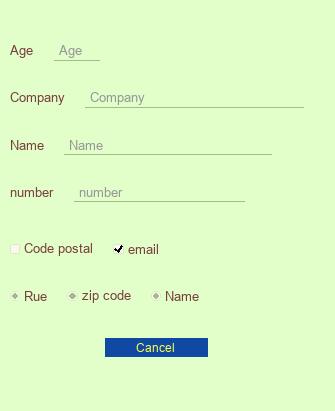 Age Age
Company Company
Name Name
number number
Code postal email
Rue zip code Name
Cancel